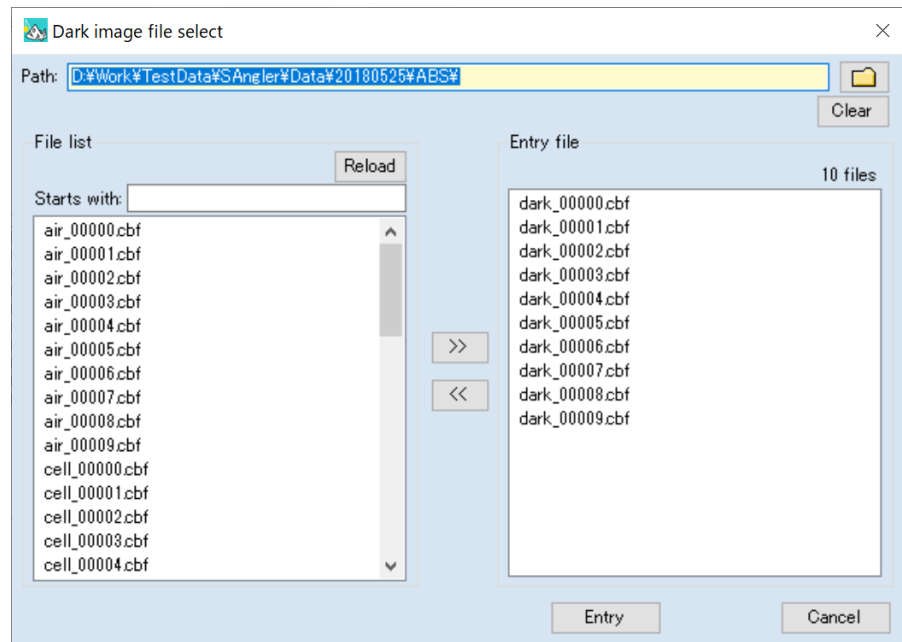 Dark image file select
Path: D:¥Work¥TestData¥SAngler¥Data¥20180525¥ABS¥
Clear
File list
Reload
Starts with:
air_00000.cbf
air_00001.cbf
air_00002.cbf
air_00003.cbf
air_00004.cbf
air_00005.cbf
air_00006.cbf
air_00007.cbf
air_00008.cbf
air_00009.cbf
cell_00000.cbf
cell_00001.cbf
cell_00002.cbf
cell_00003.cbf
cell_00004.cbf
>>
<<
Entry file
10 files
dark_00000.cbf
dark_00001.cbf
dark_00002.cbf
dark_00003.cbf
dark_00004.cbf
dark_00005.cbf
dark_00006.cbf
dark_00007.cbf
dark_00008.cbf
dark_00009.cbf
Entry
Cancel